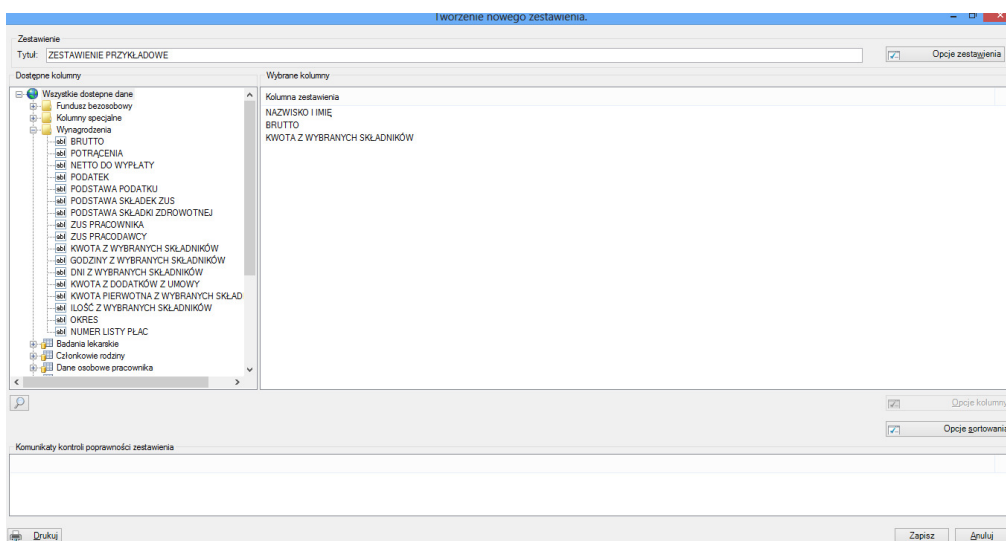 Tworzenie nowego zestawienia.
Zestawienie
Tytuł: ZESTAWIENIE PRZYKŁADOWE
Opcje zestawienia
Dostępne kolumny
Wybrane kolumny
Wszystkie dostepne dane
Fundusz bezosobowy
Kolumny specjalne
Wynagrodzenia
BRUTTO
POTRĄCENIA
NETTO DO WYPŁATY
PODATEK
PODSTAWA PODATKU
PODSTAWA SKŁADEK ZUS
PODSTAWA SKŁADKI ZDROWOTNEJ
ZUS PRACOWNIKA
ZUS PRACODAWCY
KWOTA Z WYBRANYCH SKŁADNIKÓW
GODZINY Z WYBRANYCH SKŁADNIKÓW
DNI Z WYBRANYCH SKŁADNIKÓW
KWOTA Z DODATKÓW Z UMOWY
KWOTA PIERWOTNA Z WYBRANYCH SKŁAD
ILOŚĆ Z WYBRANYCH SKŁADNIKÓW
OKRES
NUMER LISTY PŁAC
Badania lekarskie
Członkowie rodziny
Dane osobowe pracownika
Kolumna zestawienia
NAZWISKO I IMIĘ
BRUTTO
KWOTA Z WYBRANYCH SKŁADNIKÓW
Opcje kolumny
Opcje sortowania
Komunikaty kontroli poprawności zestawienia
Drukuj
Zapisz
Anuluj